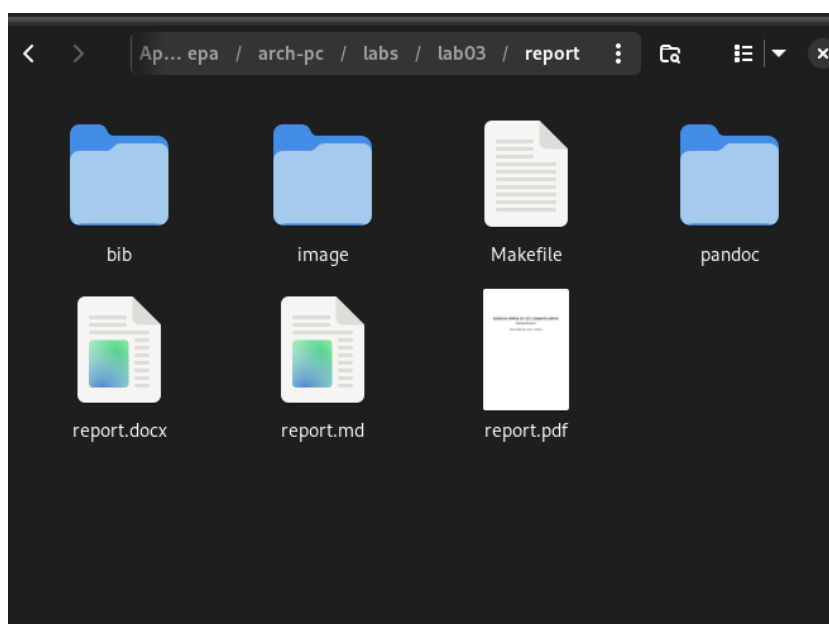 Ap... epa / arch-pc / labs / lab03 / report
bib image Makefile pandoc
report.docx report.md report.pdf